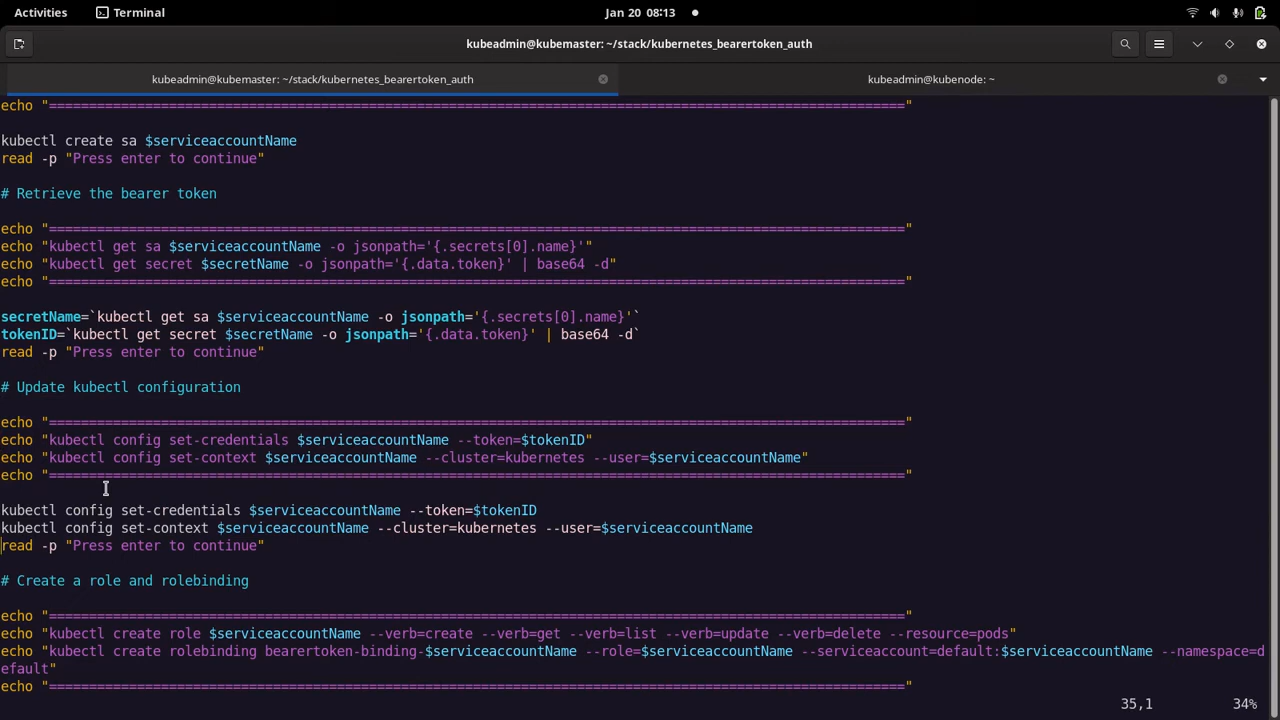 Activities
Terminal
Jan 20 08:13
kubeadmin@kubemaster: ~/stack/kubernetes_bearertoken_auth
kubeadmin@kubemaster: ~/stack/kubernetes_bearertoken_auth
kubeadmin@kubenode: ~
echo "==========================================================================================================="

kubectl create sa $serviceaccountName
read -p "Press enter to continue"

# Retrieve the bearer token

echo "==========================================================================================================="
echo "kubectl get sa $serviceaccountName -o jsonpath='{.secrets[0].name}'"
echo "kubectl get secret $secretName -o jsonpath='{.data.token}' | base64 -d"
echo "==========================================================================================================="

secretName=`kubectl get sa $serviceaccountName -o jsonpath='{.secrets[0].name}'`
tokenID=`kubectl get secret $secretName -o jsonpath='{.data.token}' | base64 -d`
read -p "Press enter to continue"

# Update kubectl configuration

echo "==========================================================================================================="
echo "kubectl config set-credentials $serviceaccountName --token=$tokenID"
echo "kubectl config set-context $serviceaccountName --cluster=kubernetes --user=$serviceaccountName"
echo "==========================================================================================================="

kubectl config set-credentials $serviceaccountName --token=$tokenID
kubectl config set-context $serviceaccountName --cluster=kubernetes --user=$serviceaccountName
read -p "Press enter to continue"

# Create a role and rolebinding

echo "==========================================================================================================="
echo "kubectl create role $serviceaccountName --verb=create --verb=get --verb=list --verb=update --verb=delete --resource=pods"
echo "kubectl create rolebinding bearertoken-binding-$serviceaccountName --role=$serviceaccountName --serviceaccount=default:$serviceaccountName --namespace=d
efault"
echo "==========================================================================================================="
35,1
34%